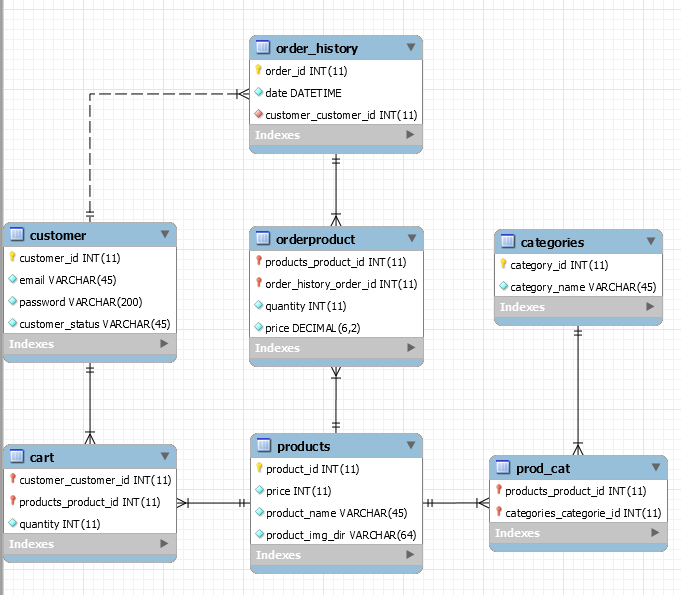 order_history
order_id INT(11)
date DATETIME
customer_customer_id INT(11)
Indexes
customer
customer_id INT(11)
email VARCHAR(45)
password VARCHAR(200)
customer_status VARCHAR(45)
Indexes
orderproduct
products_product_id INT(11)
order_history_order_id INT(11)
quantity INT(11)
price DECIMAL(6,2)
Indexes
categories
category_id INT(11)
category_name VARCHAR(45)
Indexes
cart
customer_customer_id INT(11)
products_product_id INT(11)
quantity INT(11)
Indexes
products
product_id INT(11)
price INT(11)
product_name VARCHAR(45)
product_img_dir VARCHAR(64)
Indexes
prod_cat
products_product_id INT(11)
categories_categorie_id INT(11)
Indexes